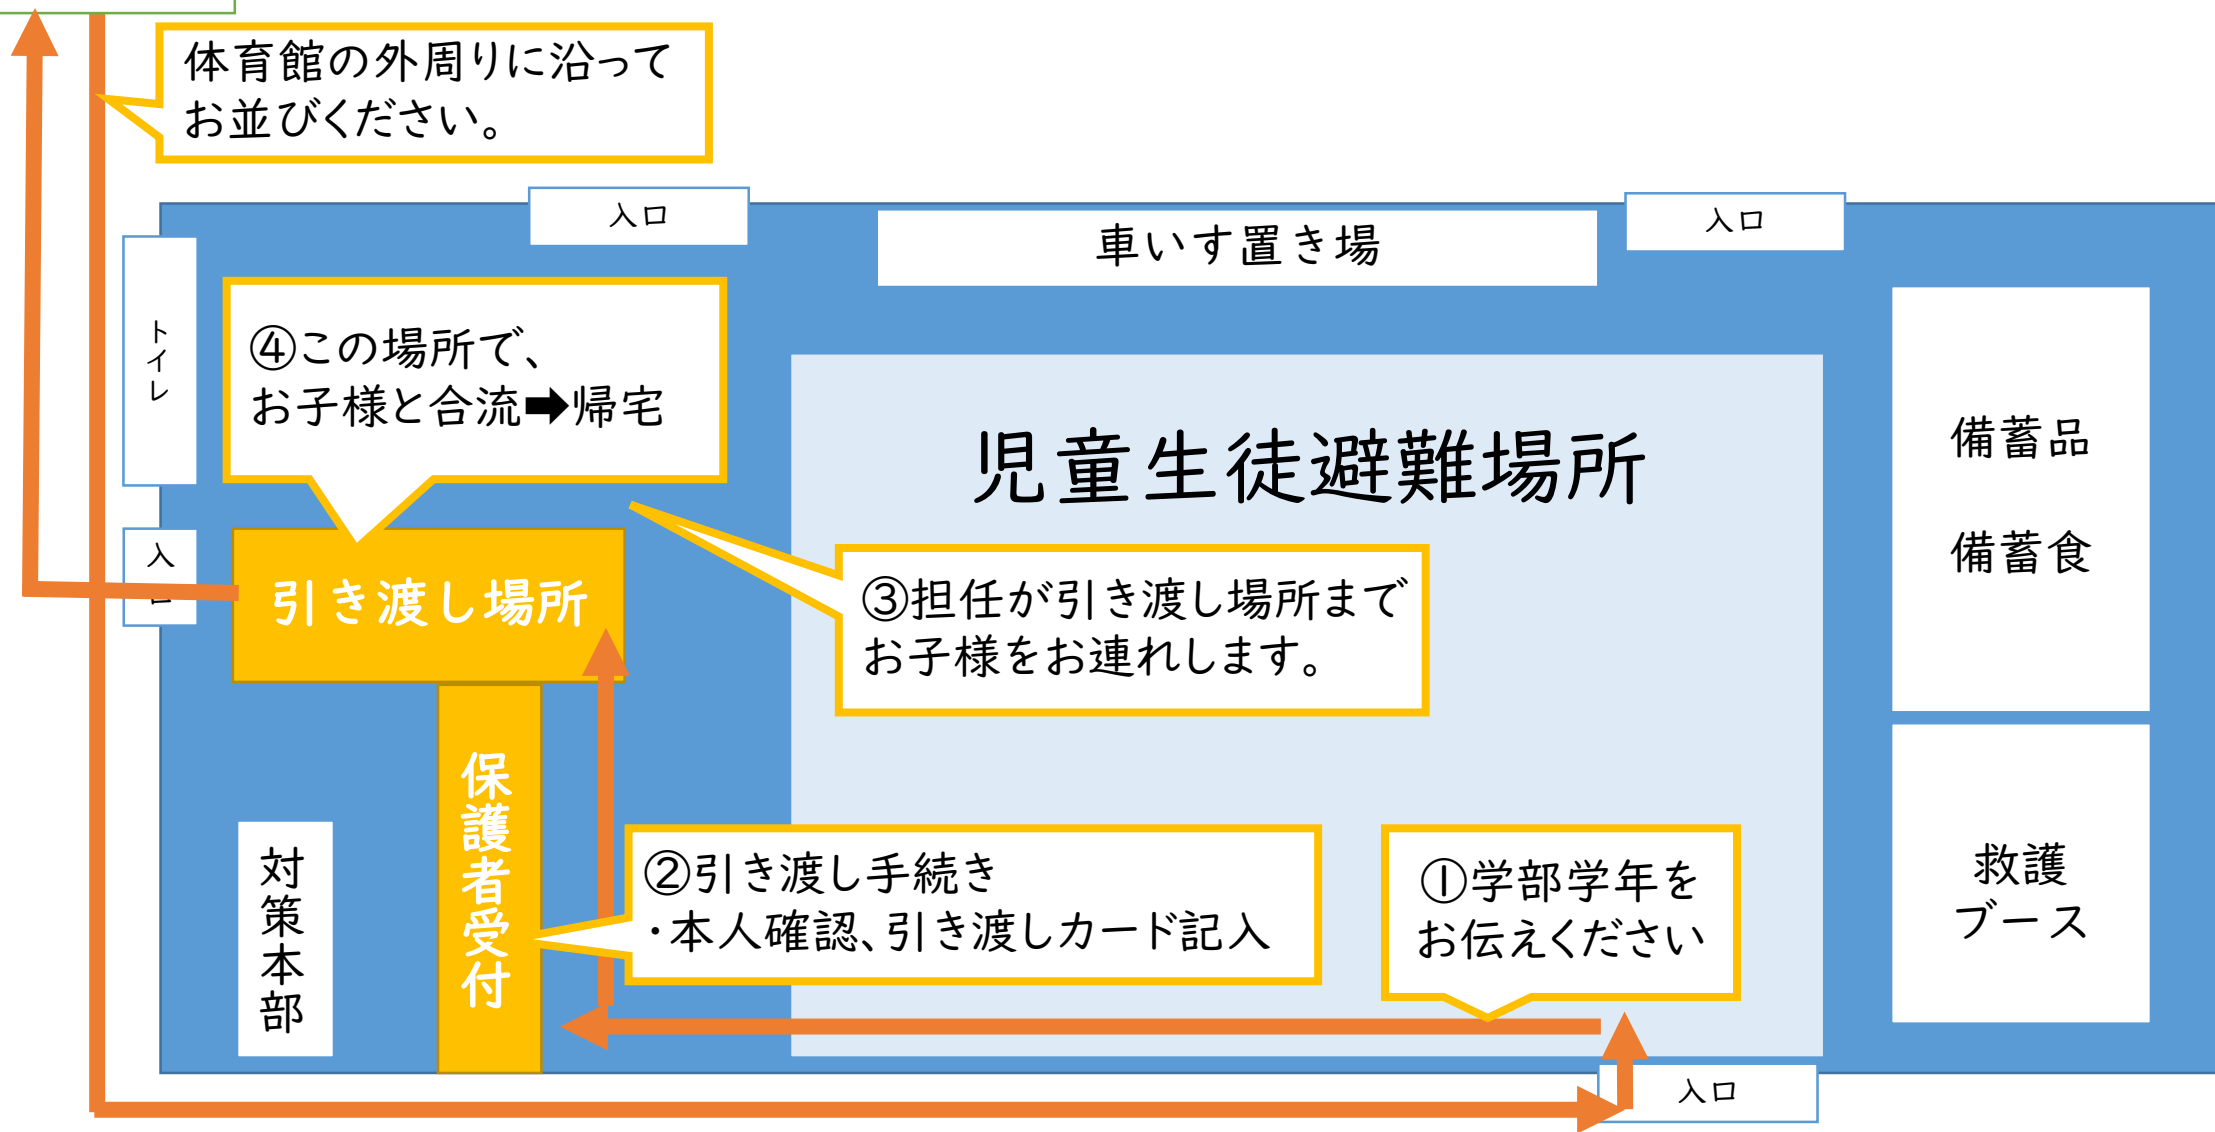 体育館の外周りに沿って
お並びください。
入口
車いす置き場
入口
トイレ
④この場所で、
お子様と合流➡帰宅
児童生徒避難場所
備蓄品
備蓄食
入口
引き渡し場所
③担任が引き渡し場所まで
お子様をお連れします。
保護者受付
対策本部
②引き渡し手続き
・本人確認、引き渡しカード記入
①学部学年を
お伝えください
救護
ブース
入口